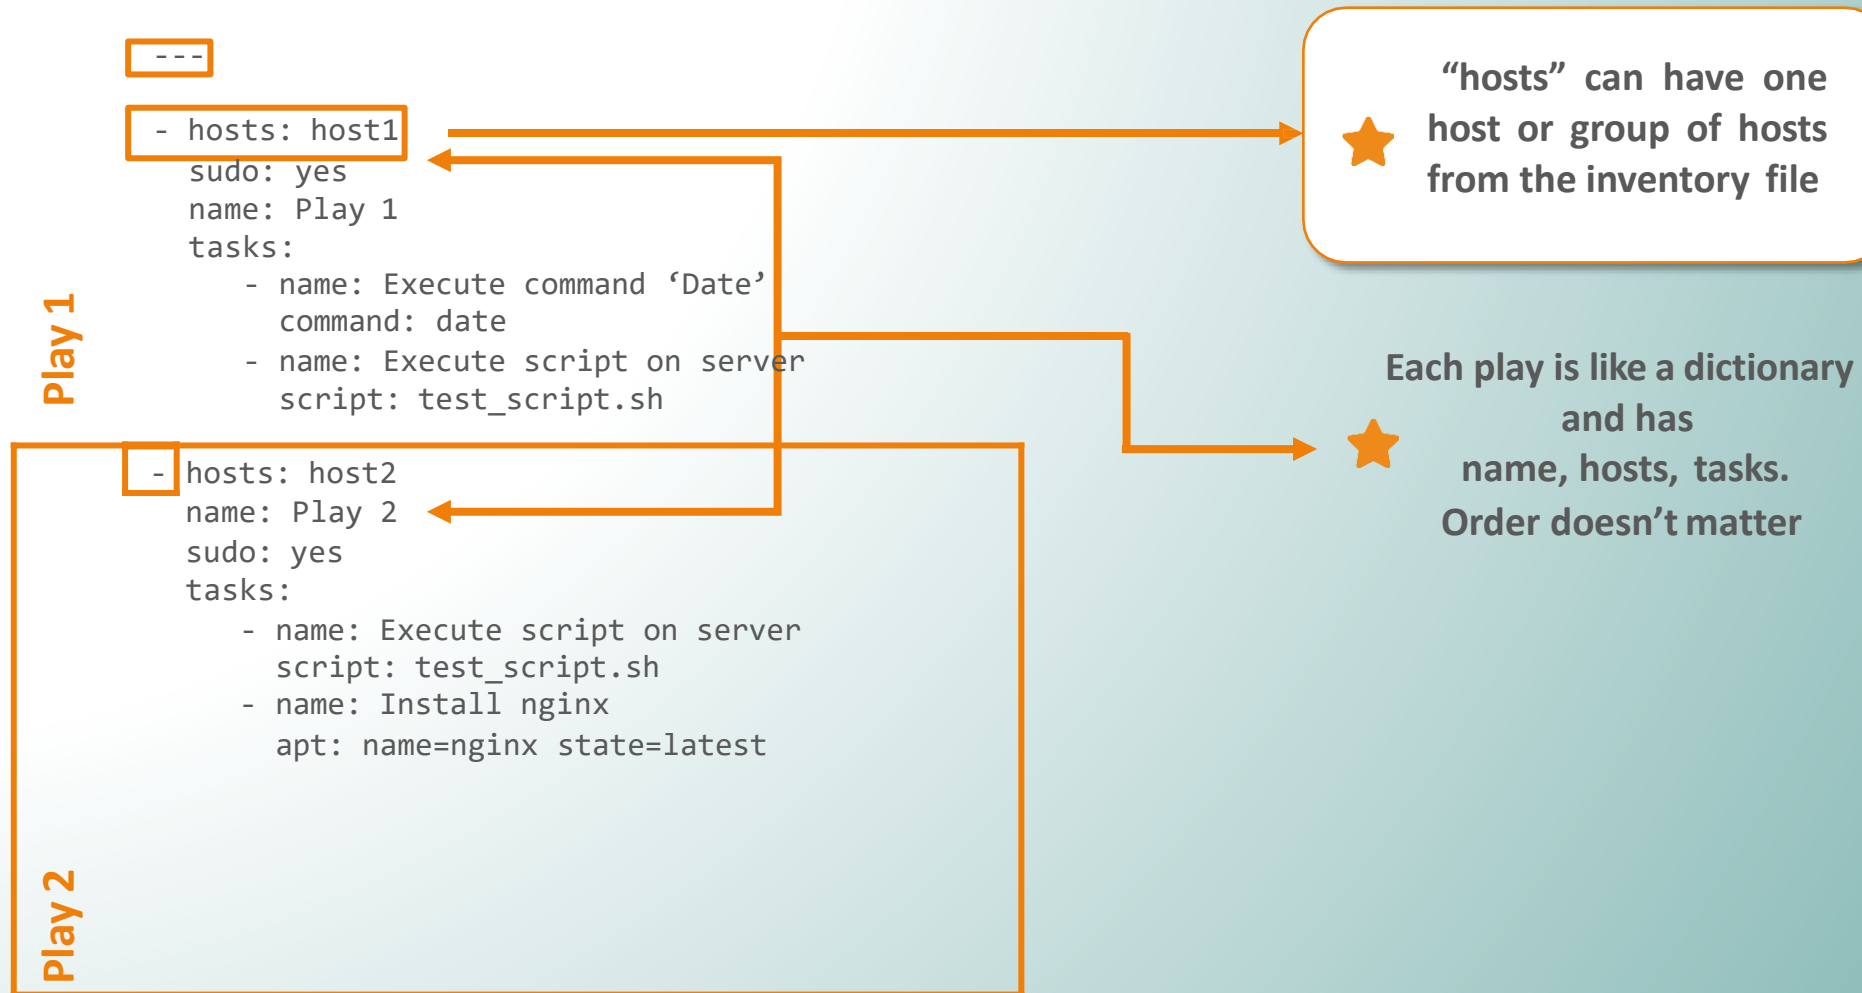 ---
- hosts: host1
sudo: yes
name: Play 1
tasks:
- name: Execute command ‘Date’
command: date
- name: Execute script on server
script: test_script.sh
Play 1
- hosts: host2
name: Play 2
sudo: yes
tasks:
- name: Execute script on server
script: test_script.sh
- name: Install nginx
apt: name=nginx state=latest
Play 2
“hosts” can have one
host or group of hosts
from the inventory file
Each play is like a dictionary
and has
name, hosts, tasks.
Order doesn’t matter